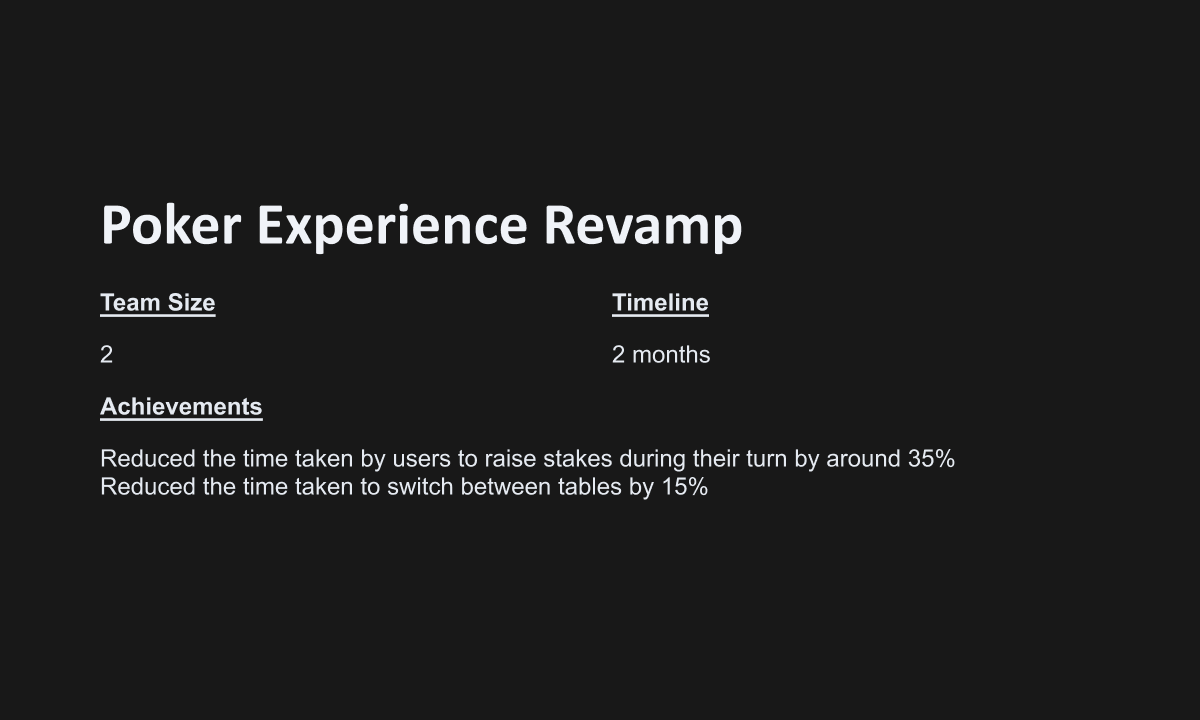 Poker Experience Revamp
Team Size
Timeline
2
2 months
Achievements
Reduced the time taken by users to raise stakes during their turn by around 35%
Reduced the time taken to switch between tables by 15%